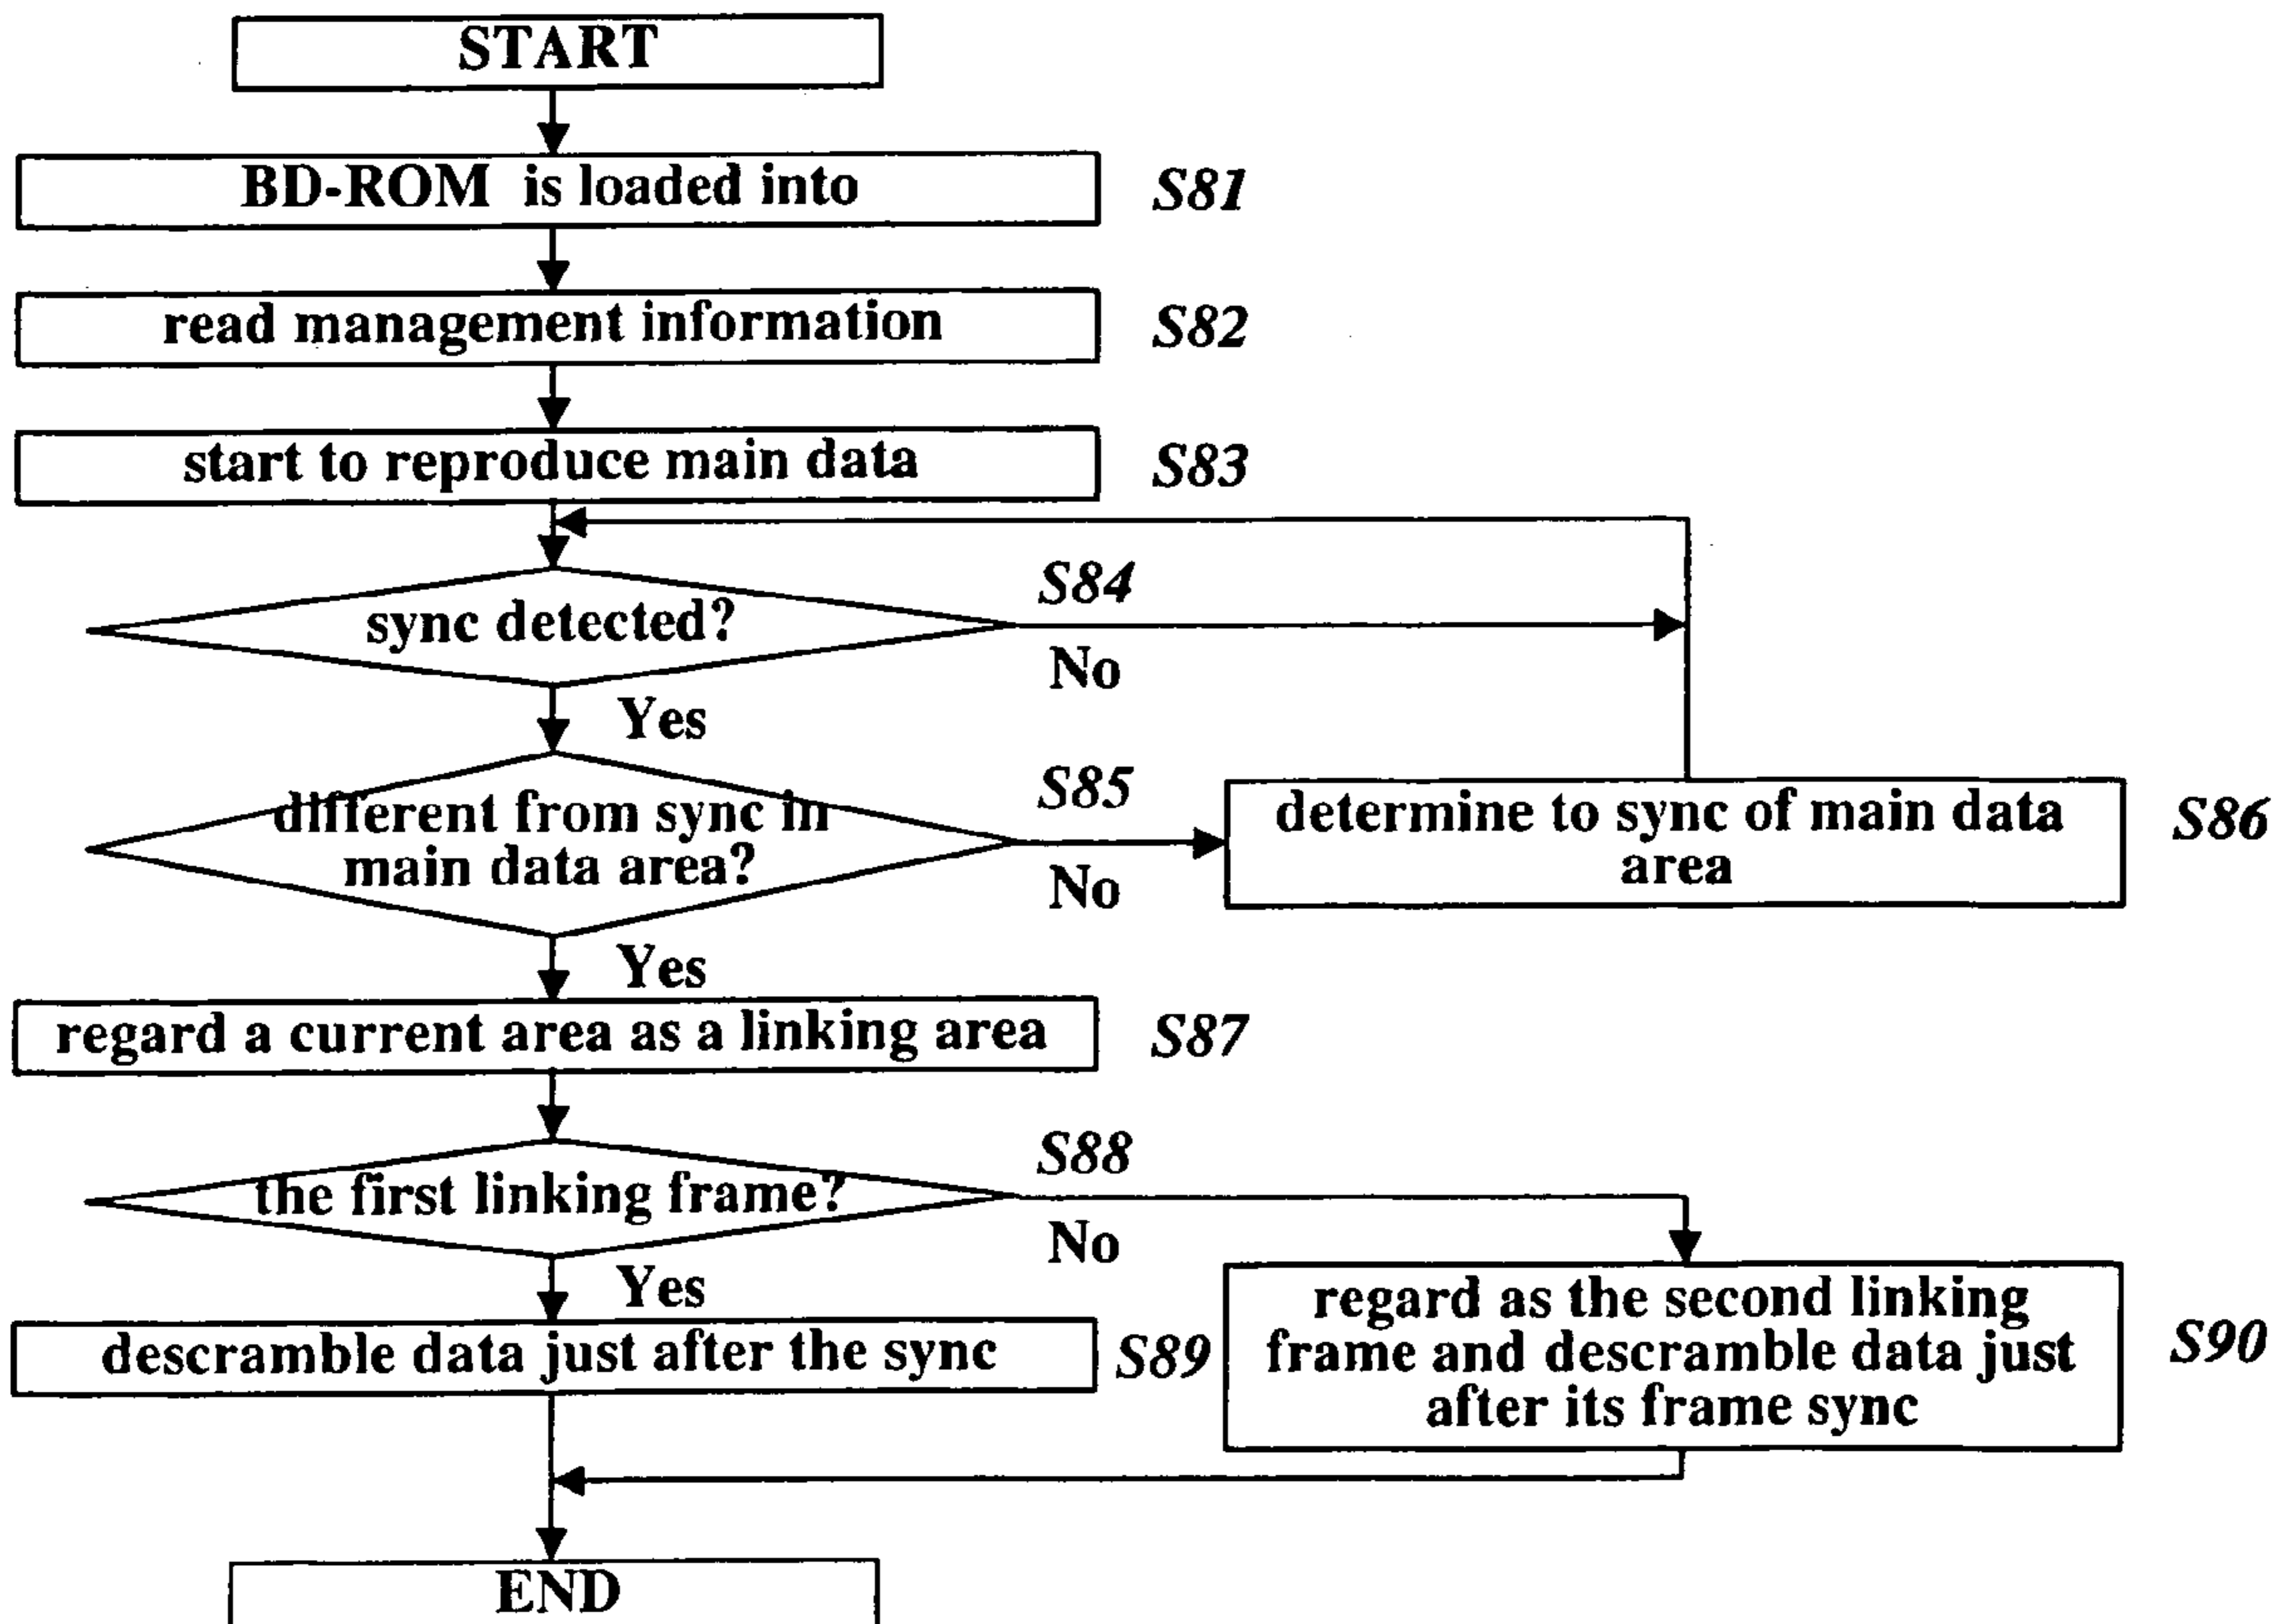 START
BD-ROM is loaded into
S81
read management information
S82
start to reproduce main data
S83
sync detected?
S84
No
Yes
different from sync in
main data area?
S85
No
determine to sync of main data
area
S86
Yes
regard a current area as a linking area
S87
the first linking frame?
S88
No
Yes
descramble data just after the sync
S89
regard as the second linking
frame and descramble data just
after its frame sync
S90
END